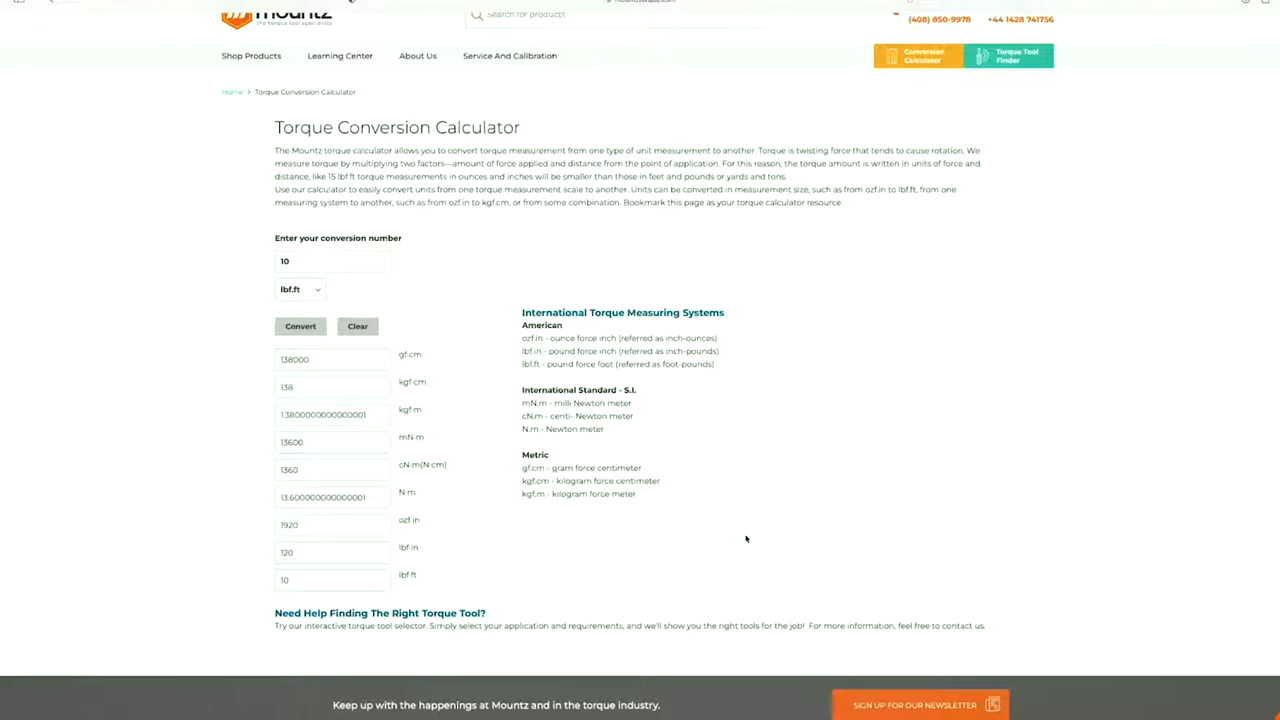 mountz
the torque tool specialists
Search for products
(408) 850-9978 +44 1428 741756
Shop Products Learning Center About Us Service And Calibration
Conversion Calculator
Torque Tool Finder
Home > Torque Conversion Calculator
Torque Conversion Calculator
The Mountz torque calculator allows you to convert torque measurement from one type of unit measurement to another. Torque is twisting force that tends to cause rotation. We
measure torque by multiplying two factors—amount of force applied and distance from the point of application. For this reason, the torque amount is written in units of force and
distance, like 15 lbf.ft torque measurements in ounces and inches will be smaller than those in feet and pounds or yards and tons.
Use our calculator to easily convert units from one torque measurement scale to another. Units can be converted in measurement size, such as from ozf.in to lbf.ft, from one
measuring system to another, such as from ozf.in to kgf.cm, or from some combination. Bookmark this page as your torque calculator resource.
Enter your conversion number
10
lbf.ft
Convert Clear
138000 gf·cm
138 kgf·cm
1.3800000000000001 kgf·m
13600 mN·m
1360 cN·m(N·cm)
13.600000000000001 N·m
1920 ozf·in
120 lbf·in
10 lbf·ft
International Torque Measuring Systems
American
ozf.in - ounce force inch (referred as inch-ounces)
lbf.in - pound force inch (referred as inch-pounds)
lbf.ft - pound force foot (referred as foot-pounds)
International Standard - S.I.
mN.m - milli Newton meter
cN.m - centi- Newton meter
N.m - Newton meter
Metric
gf.cm - gram force centimeter
kgf.cm - kilogram force centimeter
kgf.m - kilogram force meter
Need Help Finding The Right Torque Tool?
Try our interactive torque tool selector. Simply select your application and requirements, and we'll show you the right tools for the job! For more information, feel free to contact us.
Keep up with the happenings at Mountz and in the torque industry.
SIGN UP FOR OUR NEWSLETTER